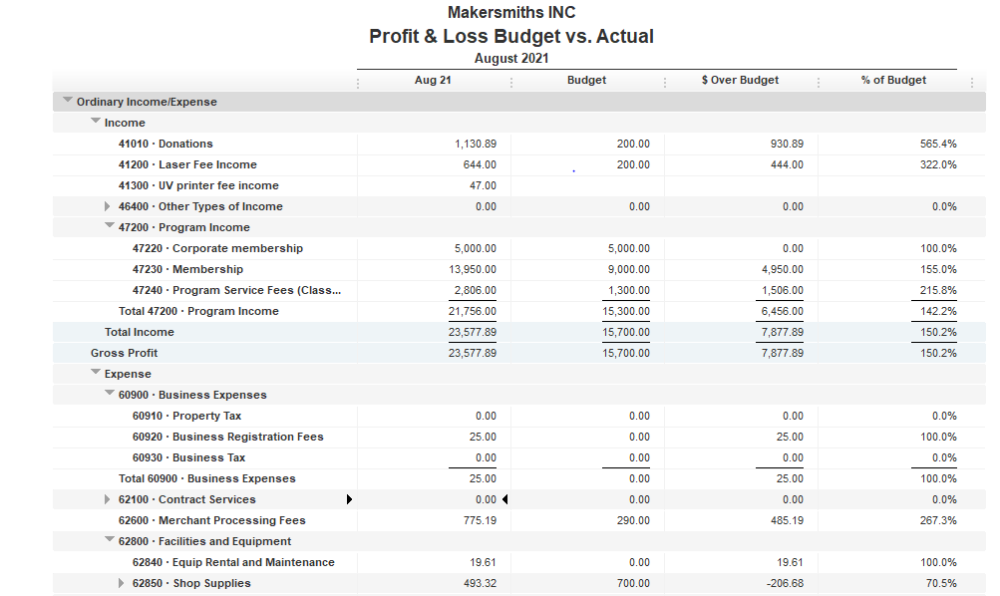 Makersmiths INC
Profit & Loss Budget vs. Actual
August 2021
Aug 21 Budget $ Over Budget % of Budget
Ordinary Income/Expense
Income
41010 · Donations 1,130.89 200.00 930.89 565.4%
41200 · Laser Fee Income 644.00 200.00 444.00 322.0%
41300 · UV printer fee income 47.00
46400 · Other Types of Income 0.00 0.00 0.00 0.0%
47200 · Program Income
47220 · Corporate membership 5,000.00 5,000.00 0.00 100.0%
47230 · Membership 13,950.00 9,000.00 4,950.00 155.0%
47240 · Program Service Fees (Class... 2,806.00 1,300.00 1,506.00 215.8%
Total 47200 · Program Income 21,756.00 15,300.00 6,456.00 142.2%
Total Income 23,577.89 15,700.00 7,877.89 150.2%
Gross Profit 23,577.89 15,700.00 7,877.89 150.2%
Expense
60900 · Business Expenses
60910 · Property Tax 0.00 0.00 0.00 0.0%
60920 · Business Registration Fees 25.00 0.00 25.00 100.0%
60930 · Business Tax 0.00 0.00 0.00 0.0%
Total 60900 · Business Expenses 25.00 0.00 25.00 100.0%
62100 · Contract Services 0.00 0.00 0.00 0.0%
62600 · Merchant Processing Fees 775.19 290.00 485.19 267.3%
62800 · Facilities and Equipment
62840 · Equip Rental and Maintenance 19.61 0.00 19.61 100.0%
62850 · Shop Supplies 493.32 700.00 -206.68 70.5%